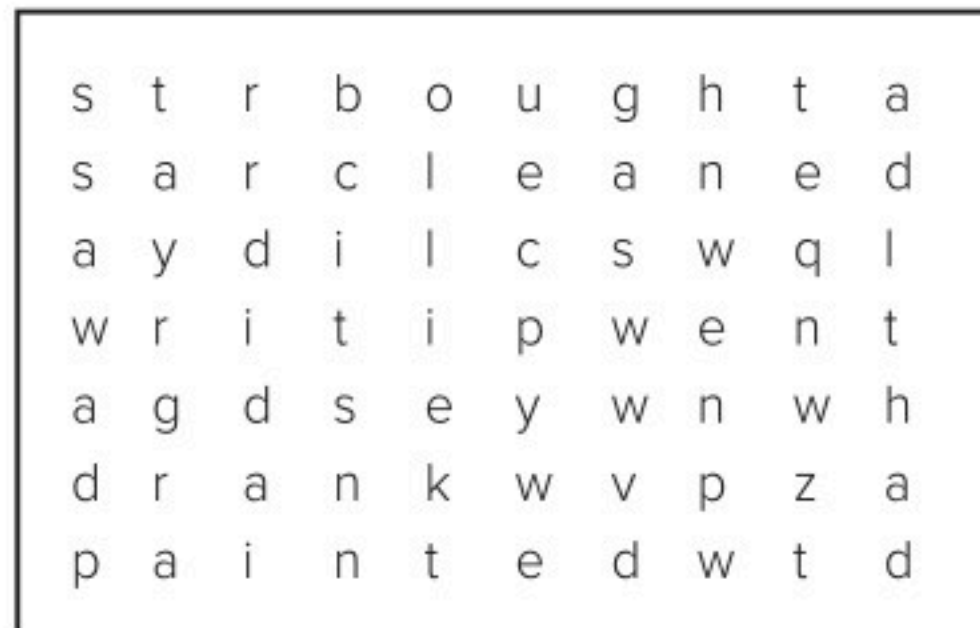 s t r b o u g h t a
s a r c l e a n e d
a y d i l c s w q l
w r i t i p w e n t
a g d s e y w n w h
d r a n k w v p z a
p a i n t e d w t d